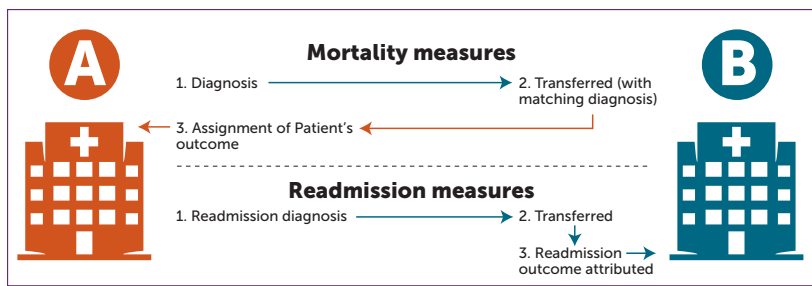 A
B
Mortality measures
1. Diagnosis
2. Transferred (with
matching diagnosis)
3. Assignment of Patient’s
outcome
Readmission measures
1. Readmission diagnosis
2. Transferred
3. Readmission
outcome attributed